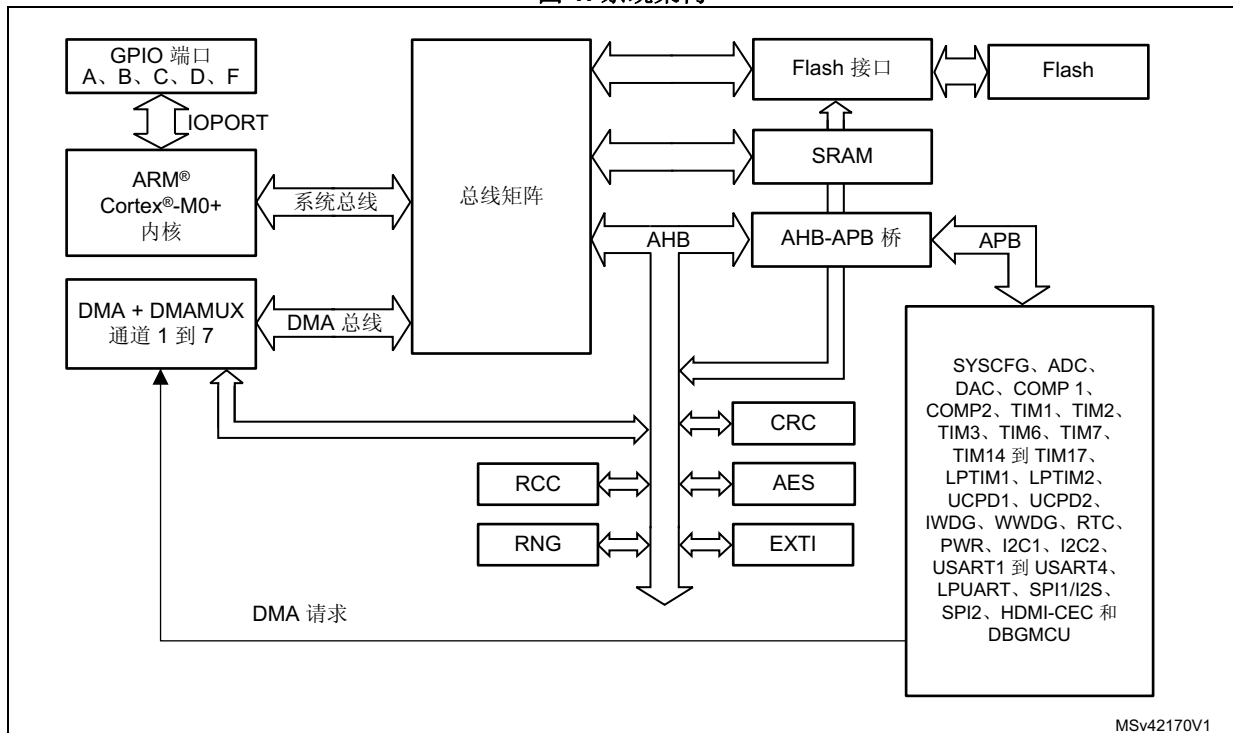 GPIO 端口
A、B、C、D、F
IOPORT
ARM®
Cortex®-M0+
内核
系统总线
DMA + DMAMUX
通道 1 到 7
DMA 总线
总线矩阵
Flash 接口
Flash
SRAM
AHB
AHB-APB 桥
APB
CRC
RCC
AES
RNG
EXTI
DMA 请求
SYSCFG、ADC、
DAC、COMP 1、
COMP2、TIM1、TIM2、
TIM3、TIM6、TIM7、
TIM14 到 TIM17、
LPTIM1、LPTIM2、
UCPD1、UCPD2、
IWDG、WWDG、RTC、
PWR、I2C1、I2C2、
USART1 到 USART4、
LPUART、SPI1/I2S、
SPI2、HDMI-CEC 和
DBGMCU
MSv42170V1